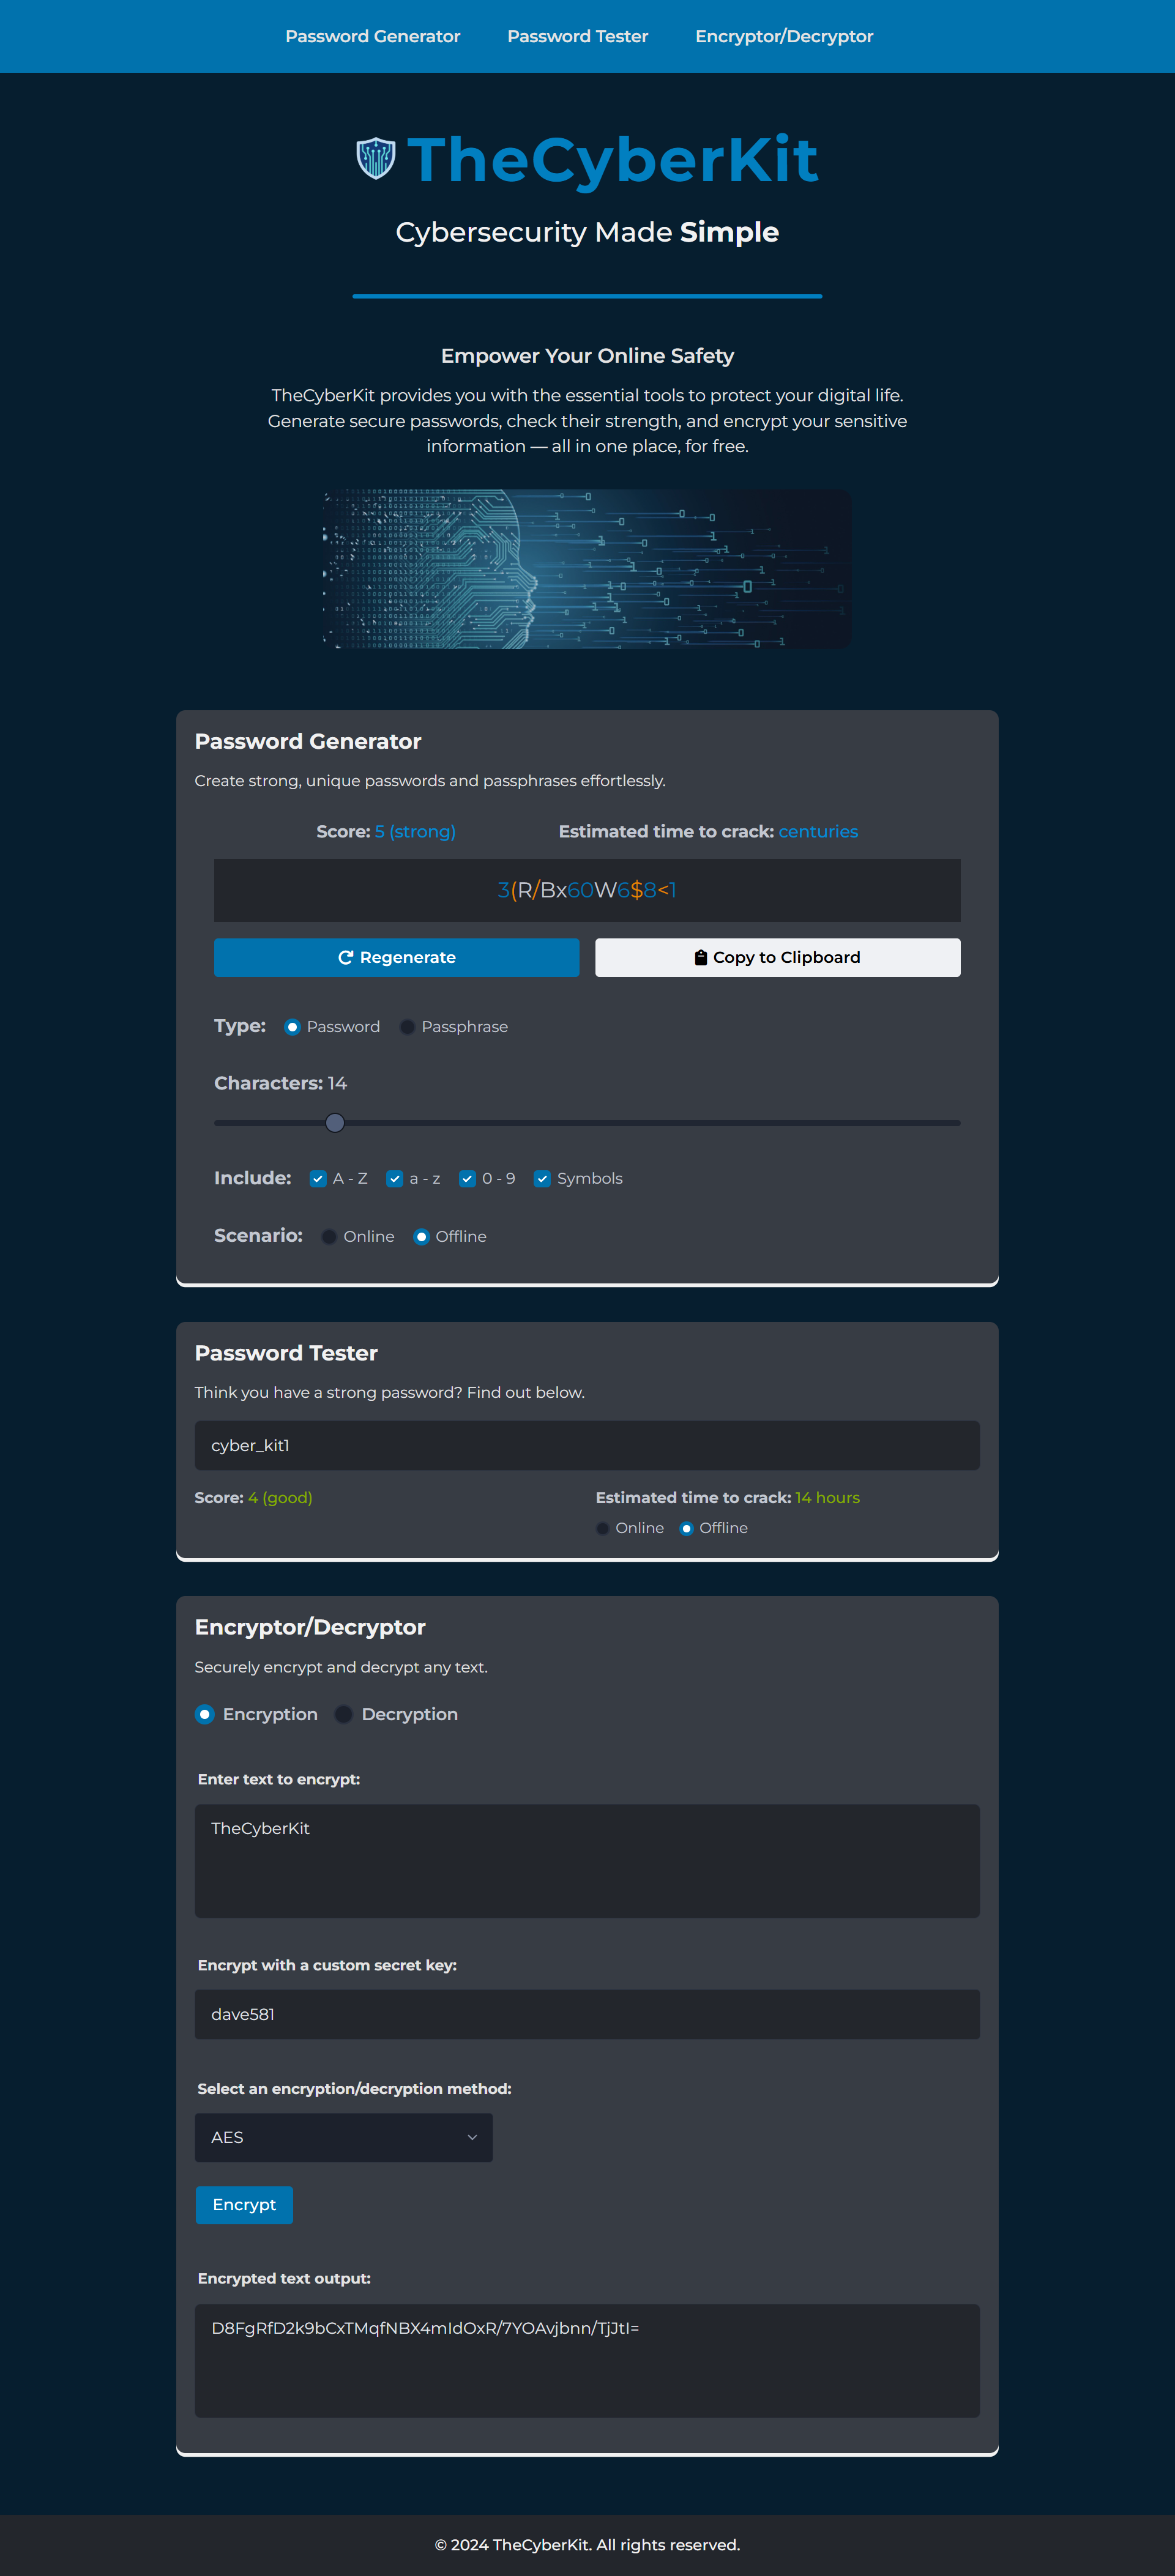 Password Generator Password Tester Encryptor/Decryptor
TheCyberKit
Cybersecurity Made Simple
Empower Your Online Safety
TheCyberKit provides you with the essential tools to protect your digital life.
Generate secure passwords, check their strength, and encrypt your sensitive
information — all in one place, for free.
Password Generator
Create strong, unique passwords and passphrases effortlessly.
Score: 5 (strong) Estimated time to crack: centuries
3(R/Bx60W6$8<1
Regenerate Copy to Clipboard
Type: Password Passphrase
Characters: 14
Include: A - Z a - z 0 - 9 Symbols
Scenario: Online Offline
Password Tester
Think you have a strong password? Find out below.
cyber_kit1
Score: 4 (good) Estimated time to crack: 14 hours
Online Offline
Encryptor/Decryptor
Securely encrypt and decrypt any text.
Encryption Decryption
Enter text to encrypt:
TheCyberKit
Encrypt with a custom secret key:
dave581
Select an encryption/decryption method:
AES
Encrypt
Encrypted text output:
D8FgRfD2k9bCxTMqfNBX4mIdOxR/7YOAvjbnn/TjJtI=
© 2024 TheCyberKit. All rights reserved.